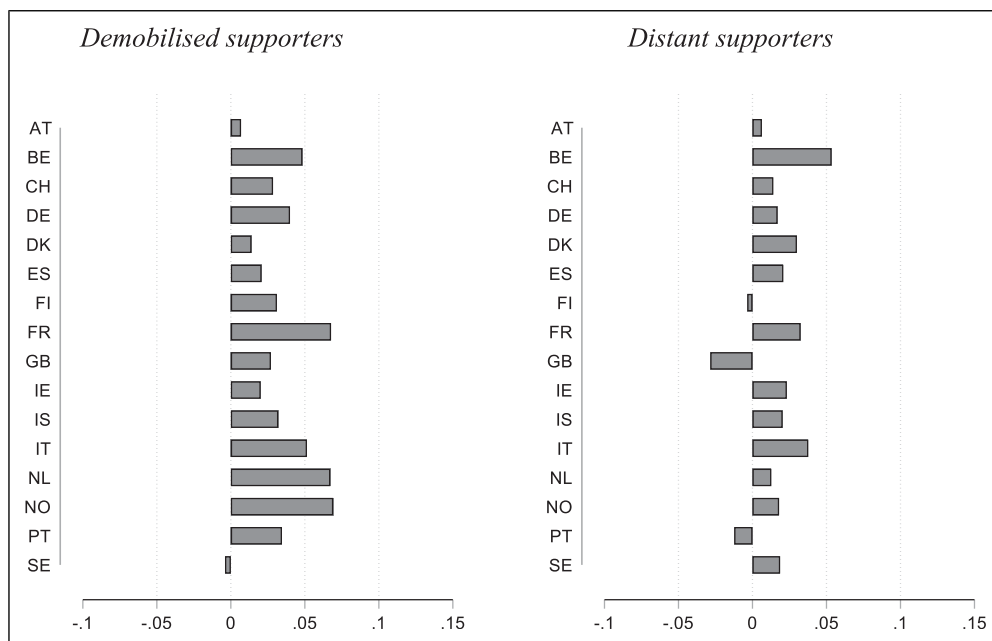 Demobilised supporters
AT
BE
CH
DE
DK
ES
FI
FR
GB
IE
IS
IT
NL
NO
PT
SE
-.1 -.05 0 .05 .1 .15
Distant supporters
AT
BE
CH
DE
DK
ES
FI
FR
GB
IE
IS
IT
NL
NO
PT
SE
-.1 -.05 0 .05 .1 .15